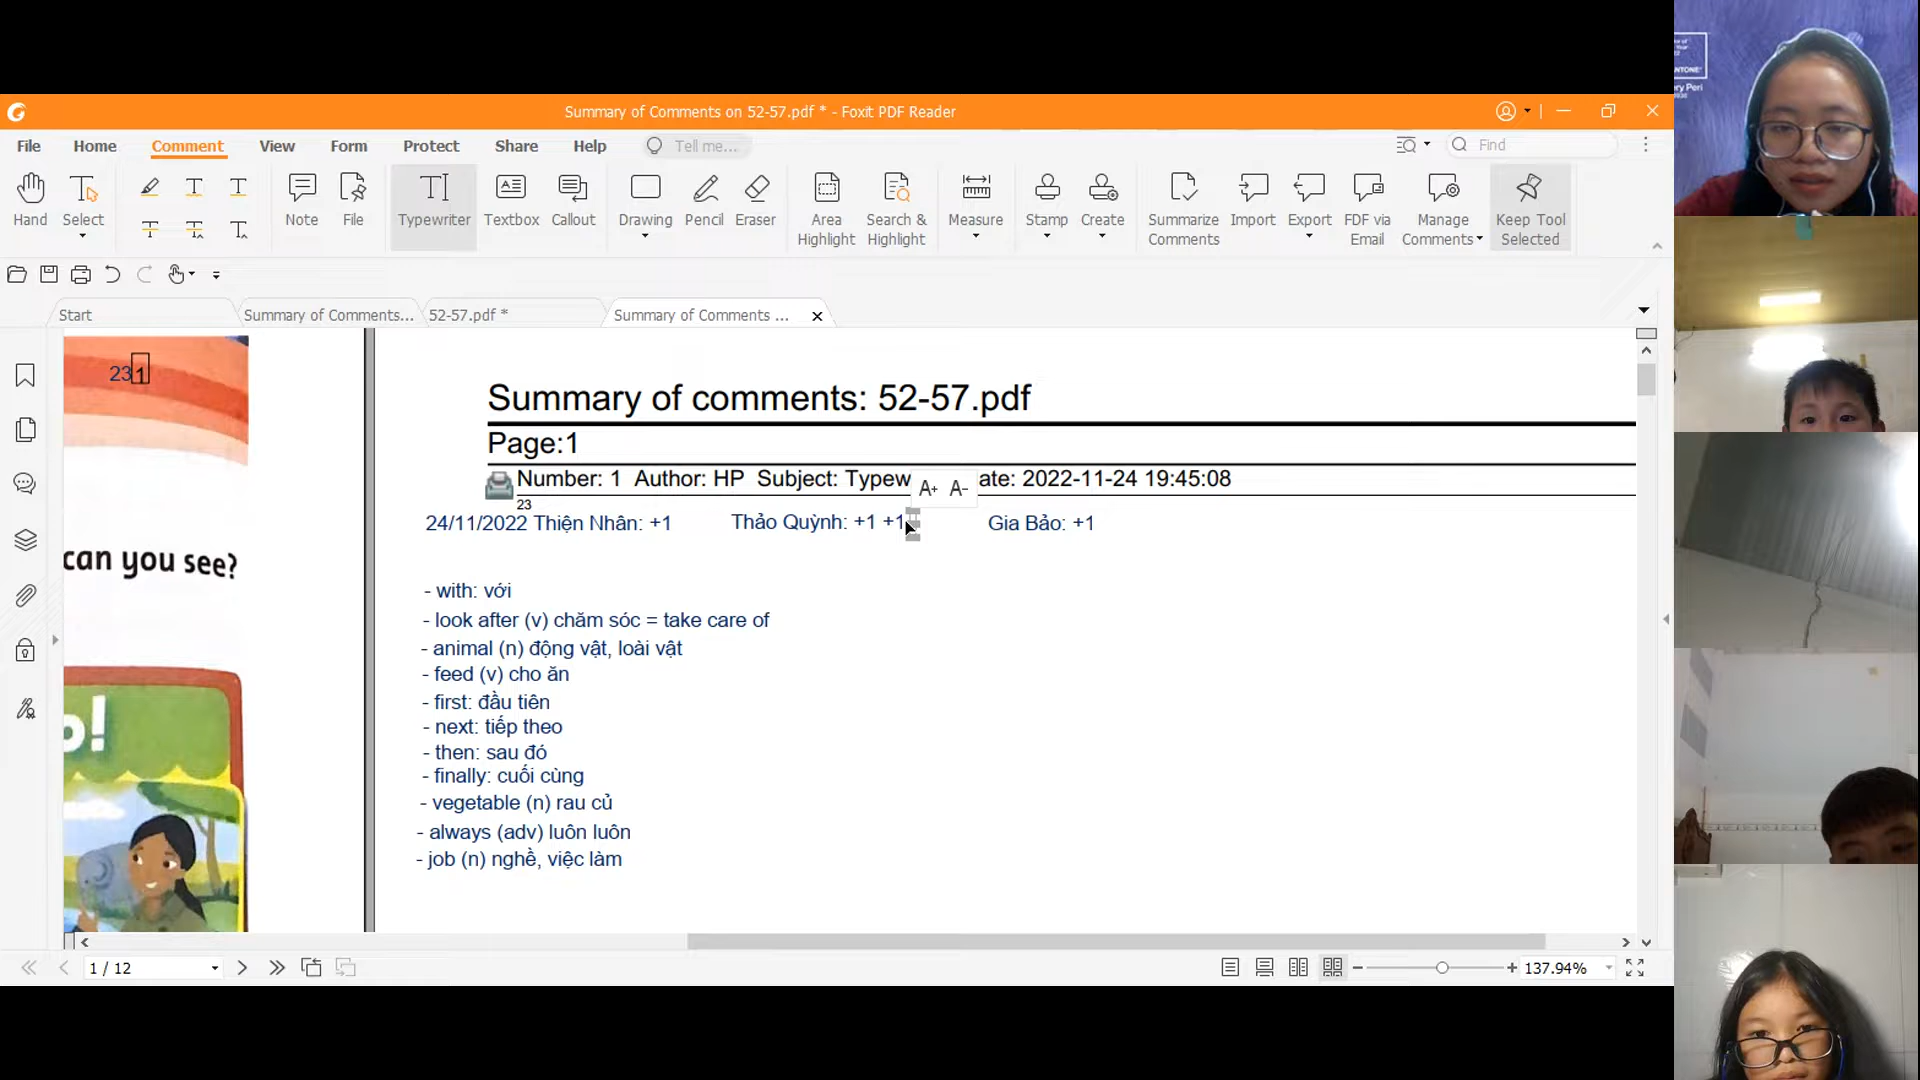 Summary of Comments on 52-57.pdf * - Foxit PDF Reader
File Home Comment View Form Protect Share Help Tell me... Find
Hand Select Note File Typewriter Textbox Callout Drawing Pencil Eraser Area Highlight Search & Highlight Measure Stamp Create Summarize Comments Import Export FDF via Email Manage Comments Keep Tool Selected
Start Summary of Comments... 52-57.pdf * Summary of Comments ...
231
can you see?
o!
Summary of comments: 52-57.pdf
Page:1
Number: 1 Author: HP Subject: Typew ate: 2022-11-24 19:45:08
A+ A-
23
24/11/2022 Thiện Nhân: +1 Thảo Quỳnh: +1 +1 Gia Bảo: +1
- with: với
- look after (v) chăm sóc = take care of
- animal (n) động vật, loài vật
- feed (v) cho ăn
- first: đầu tiên
- next: tiếp theo
- then: sau đó
- finally: cuối cùng
- vegetable (n) rau củ
- always (adv) luôn luôn
- job (n) nghề, việc làm
1 / 12 137.94%
ANTONE
ry Peri